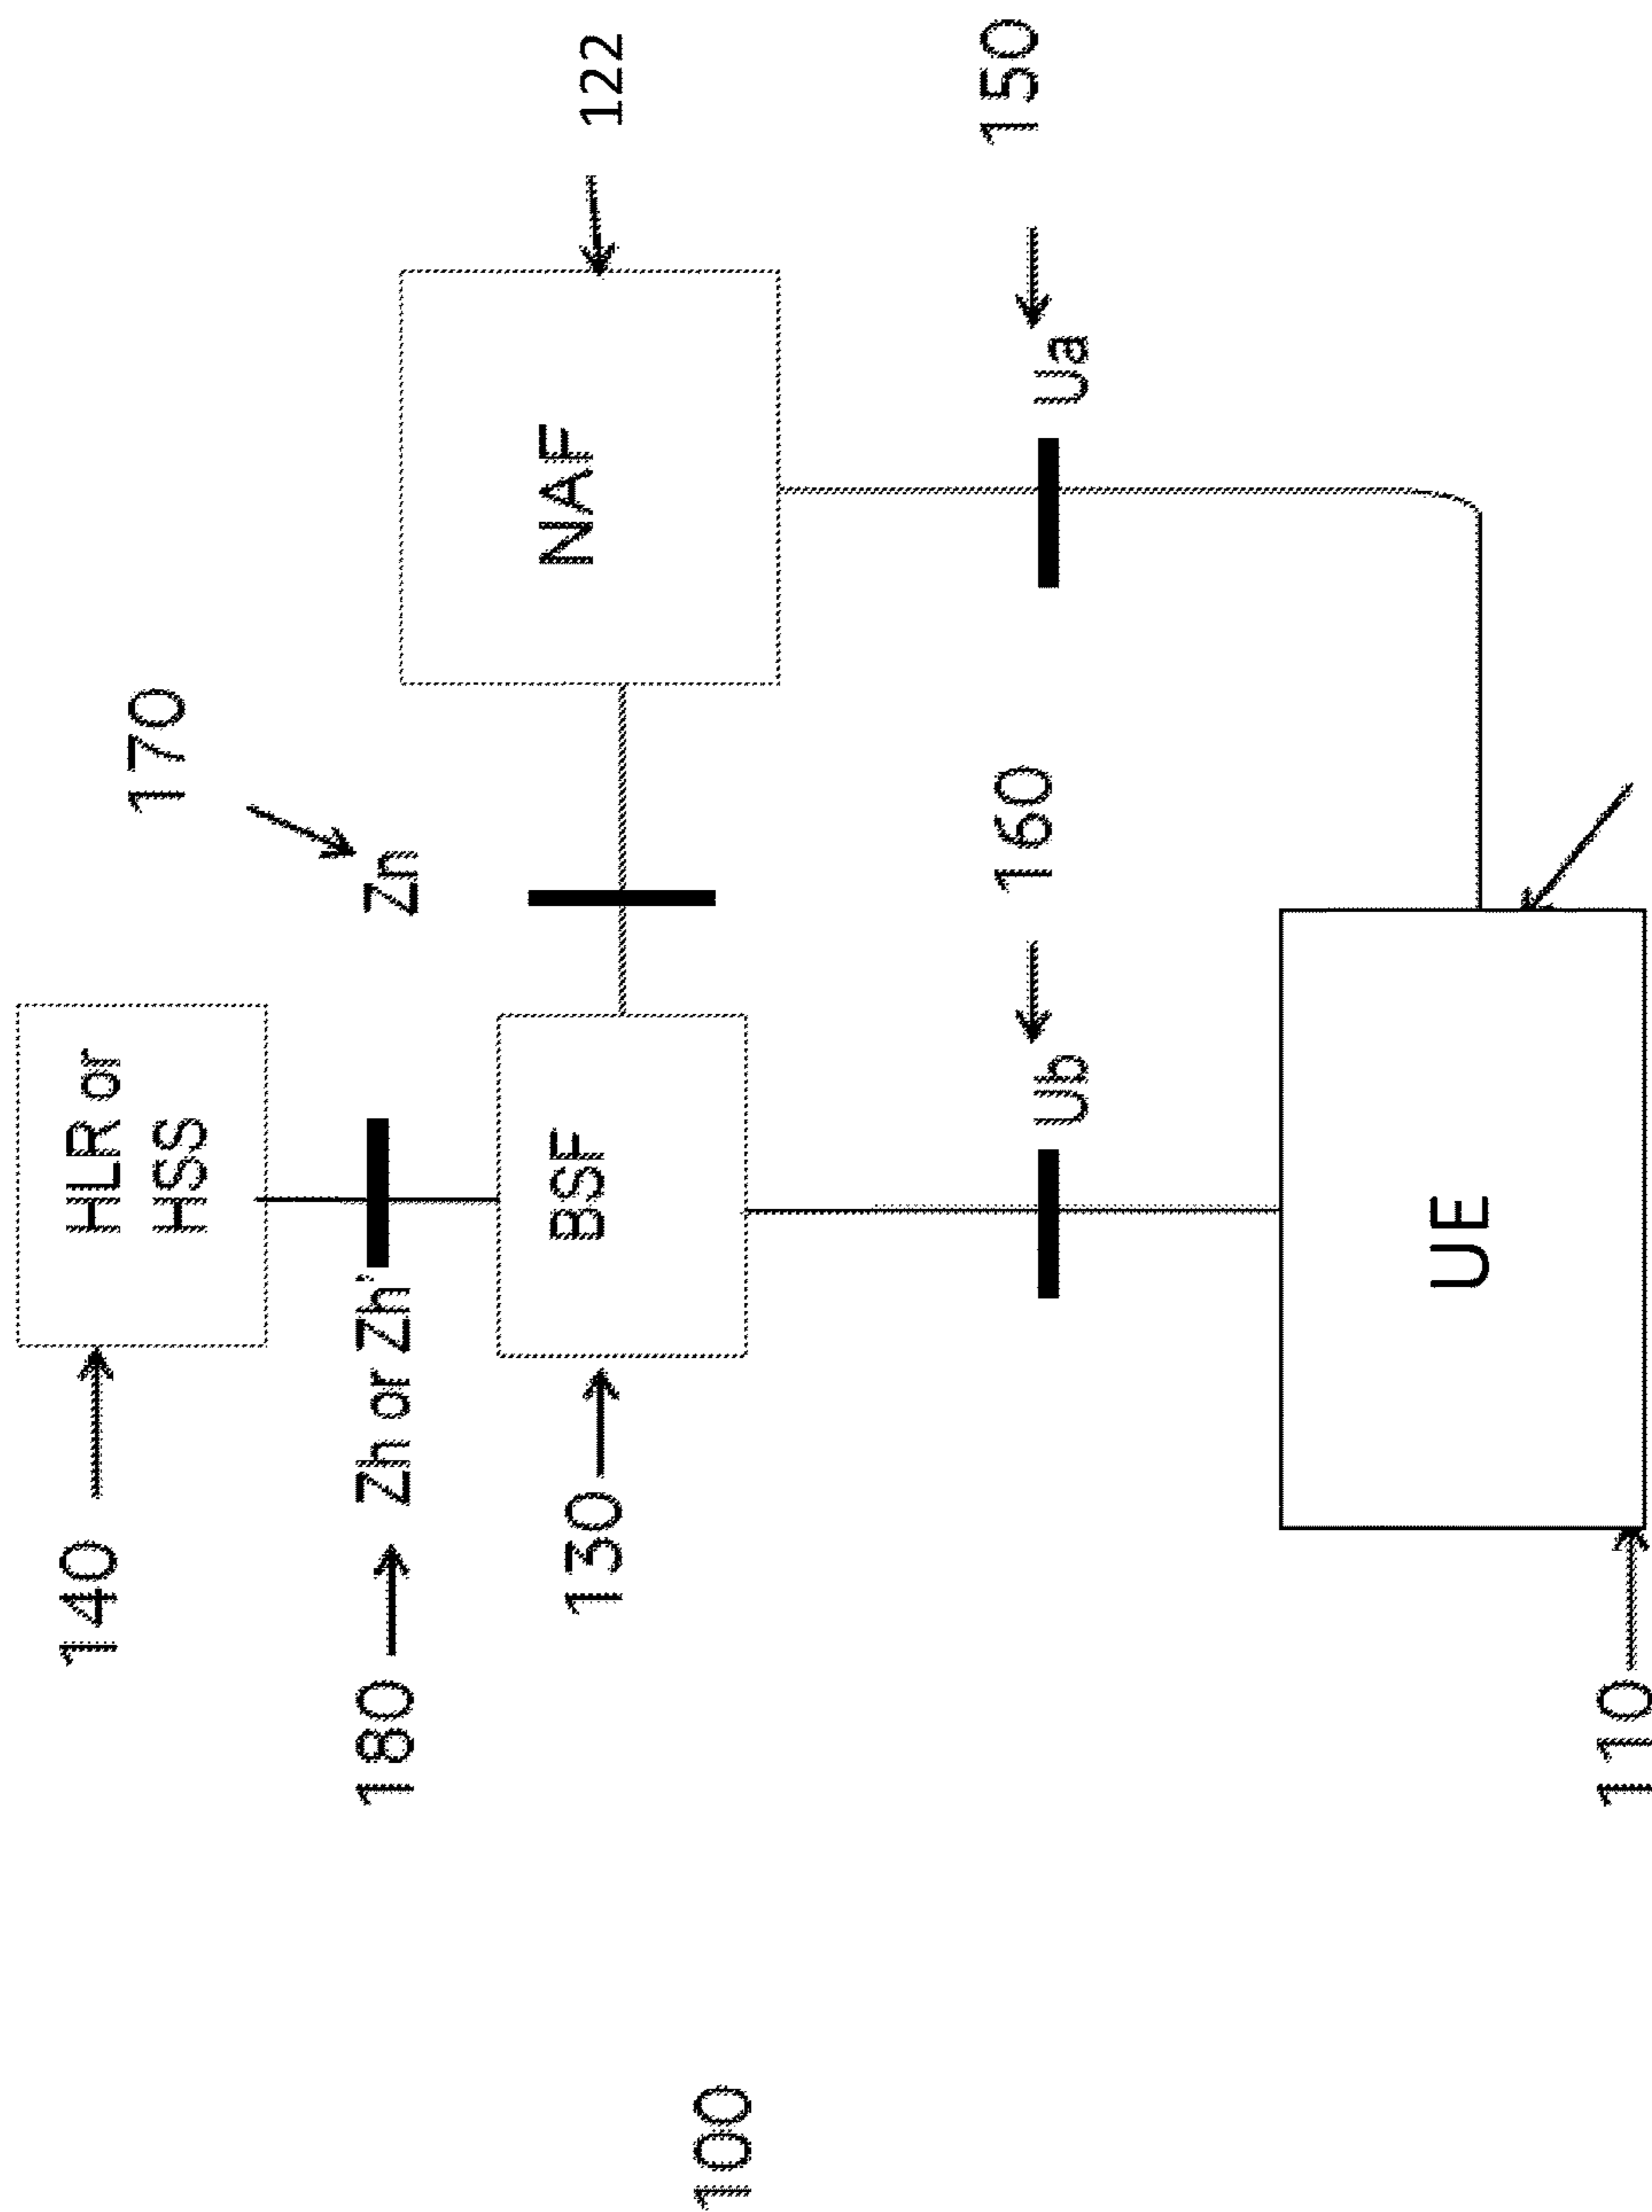 140
HLR or
HSS
180
Zh or Zh'
170
Zn
130
BSF
NAF
122
100
160
Ub
150
Ua
UE
110